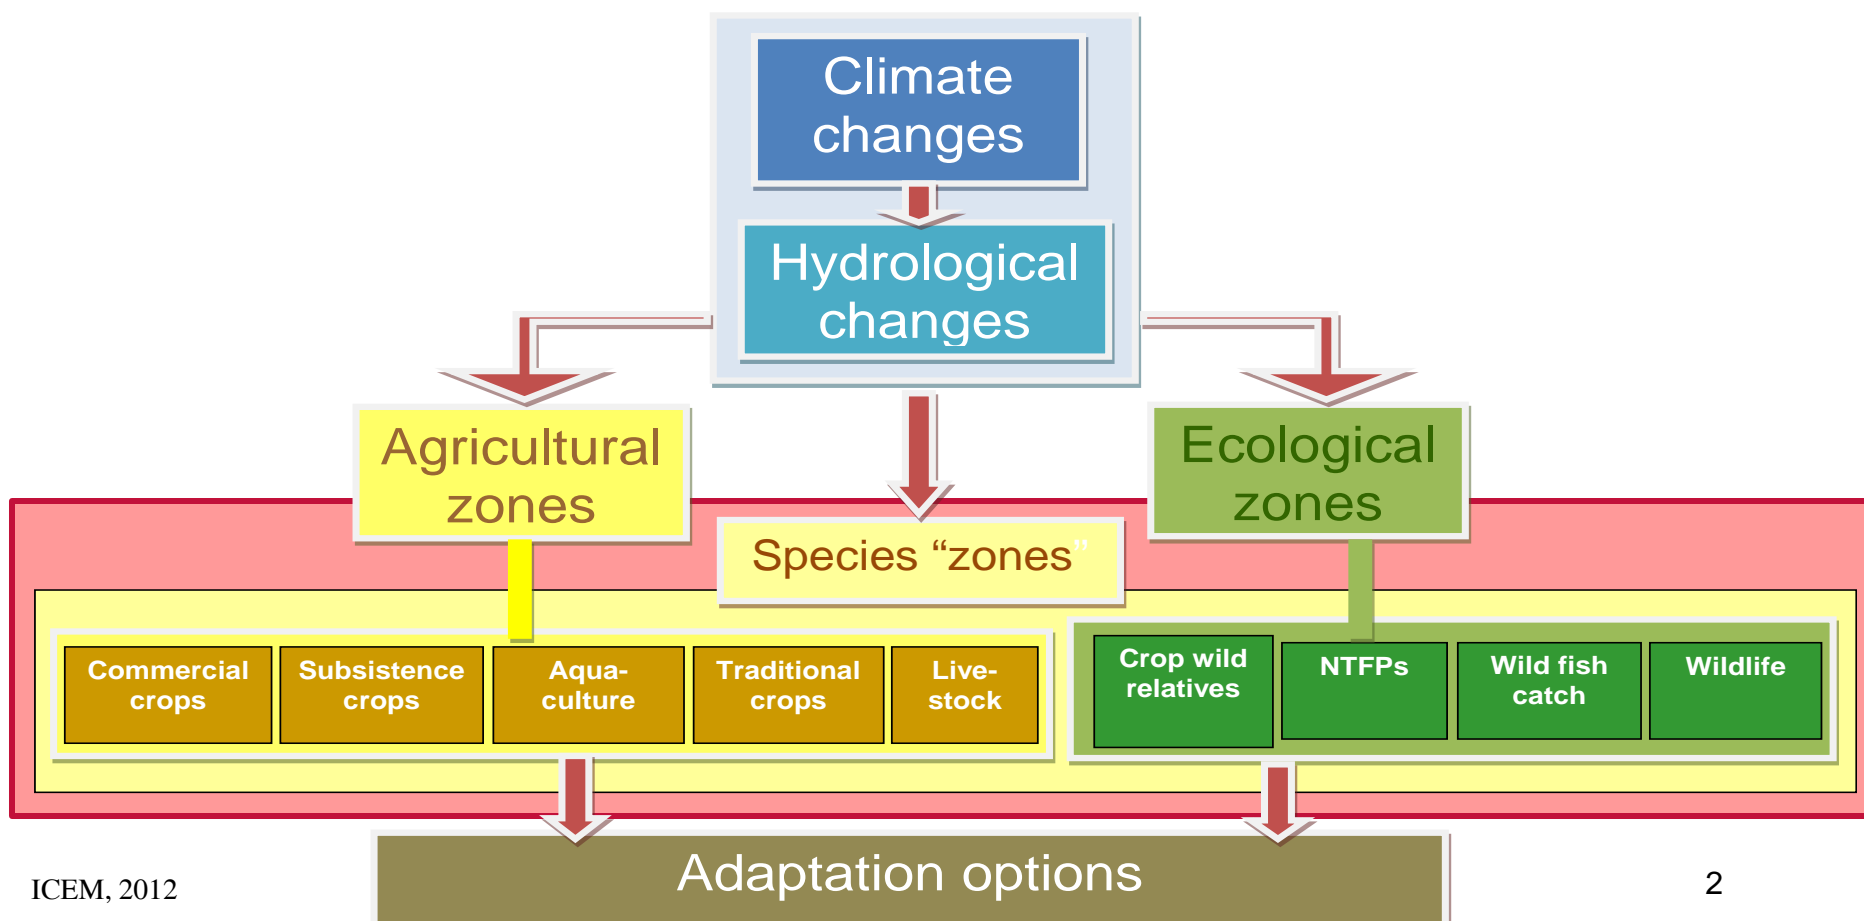 Climate
changes
Hydrological
changes
Agricultural
zones
Ecological
zones
Species “zones”
Commercial
crops
Subsistence
crops
Aqua-
culture
Traditional
crops
Live-
stock
Crop wild
relatives
NTFPs
Wild fish
catch
Wildlife
Adaptation options
ICEM, 2012
2